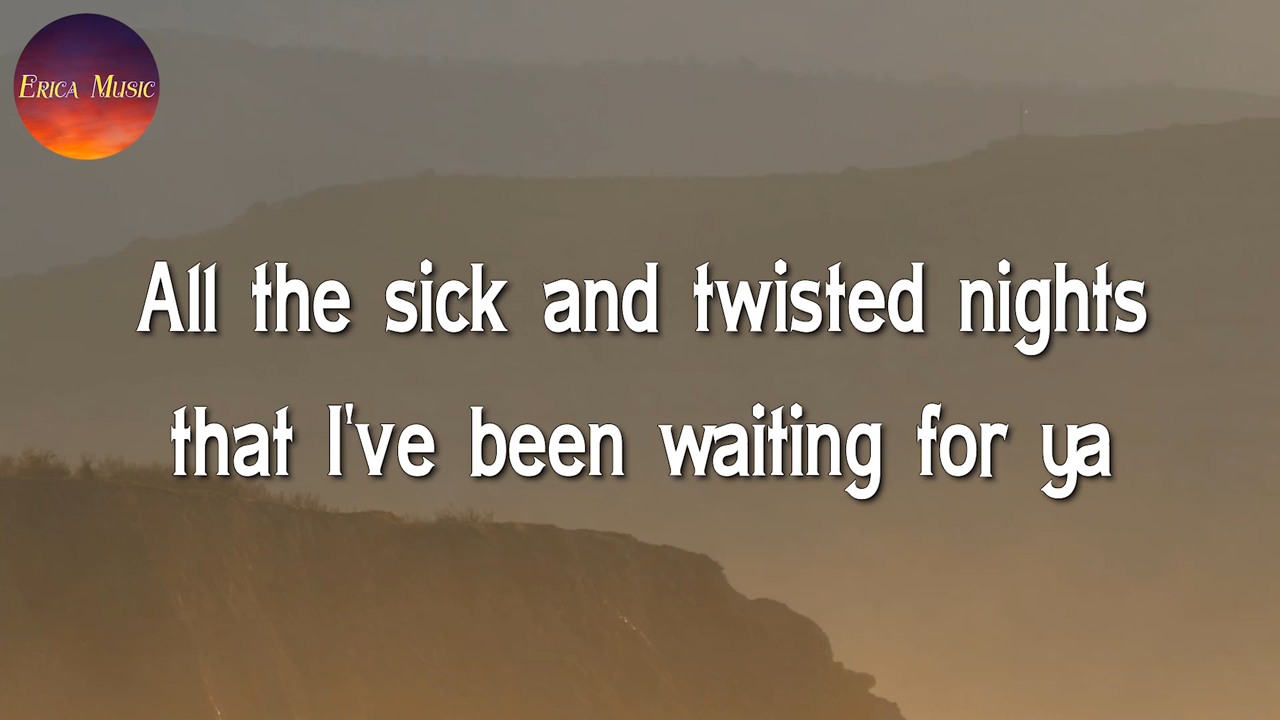 Erica Music
All the sick and twisted nights
that I've been waiting for ya